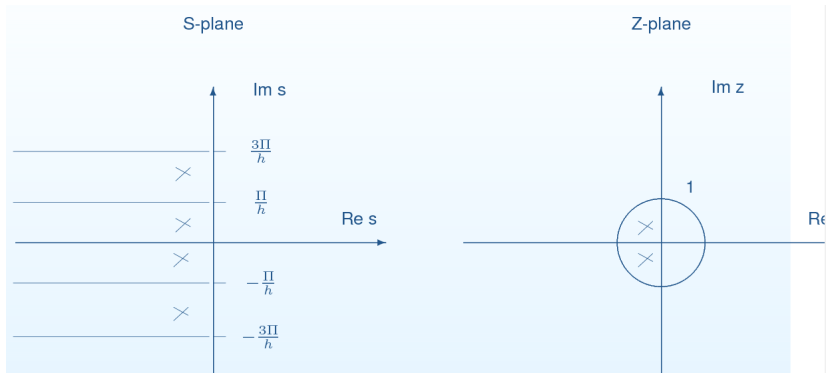 S-plane
Z-plane
Im s
Im z
3Π/h
Π/h
1
Re s
Re
-Π/h
-3Π/h